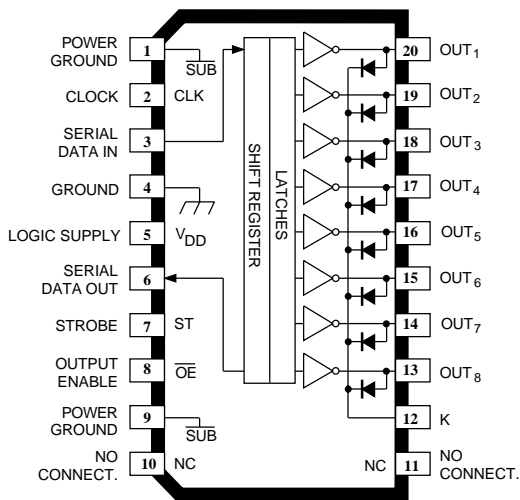 POWER
GROUND
1
SUB
CLOCK
2
CLK
SERIAL
DATA IN
3
GROUND
4
LOGIC SUPPLY
5
VDD
SERIAL
DATA OUT
6
STROBE
7
ST
OUTPUT
ENABLE
8
OE
POWER
GROUND
9
SUB
NO
CONNECT.
10
NC
SHIFT REGISTER
LATCHES
20
OUT1
19
OUT2
18
OUT3
17
OUT4
16
OUT5
15
OUT6
14
OUT7
13
OUT8
12
K
NC
11
NO
CONNECT.